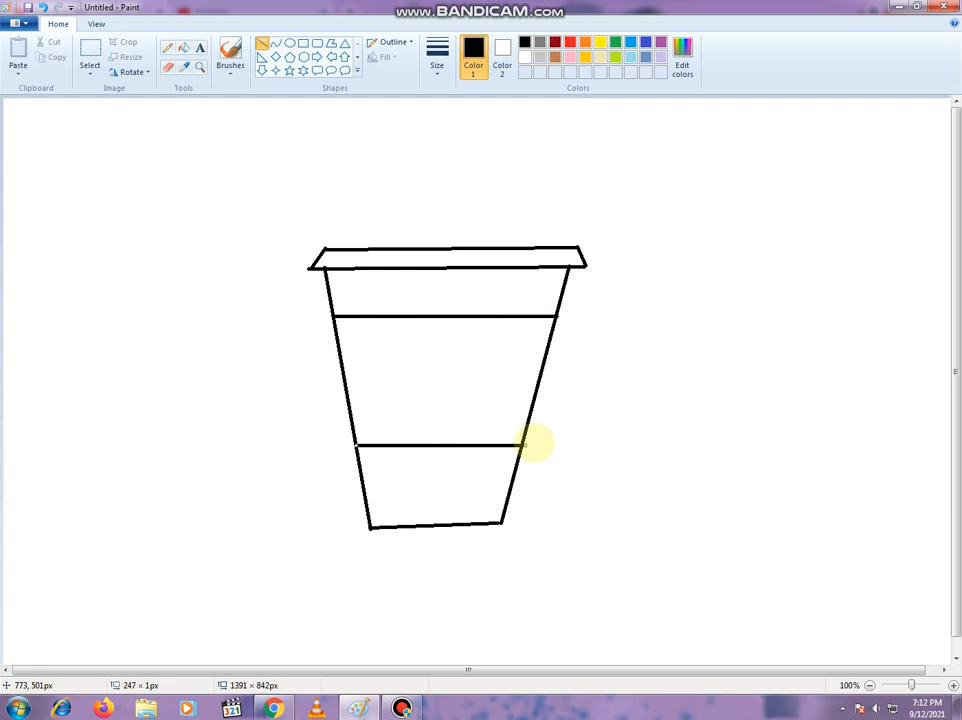 Untitled - Paint
www.BANDICAM.com
Home
View
Paste
Cut
Copy
Clipboard
Select
Crop
Resize
Rotate
Image
A
Tools
Brushes
Outline
Fill
Shapes
Size
Color
1
Color
2
Edit
colors
Colors
773, 501px
247 × 1px
1391 × 842px
100%
321
7:12 PM
9/12/2021